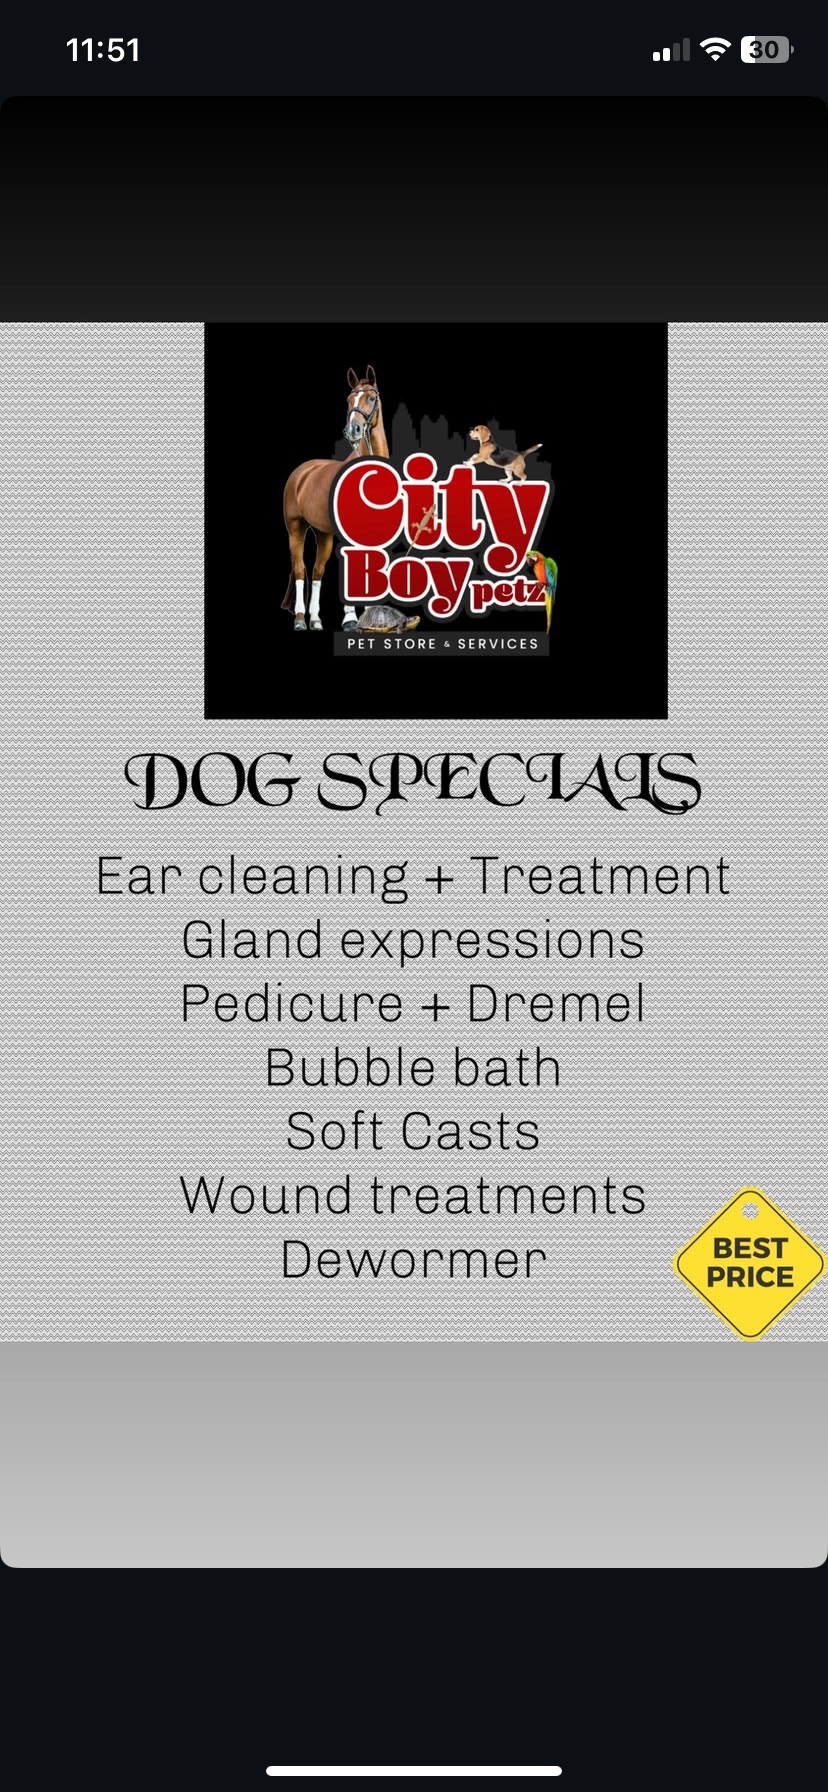 11:51
30
City
Boy petz
PET STORE & SERVICES
DOG SPECIALS
Ear cleaning + Treatment
Gland expressions
Pedicure + Dremel
Bubble bath
Soft Casts
Wound treatments
Dewormer
BEST
PRICE